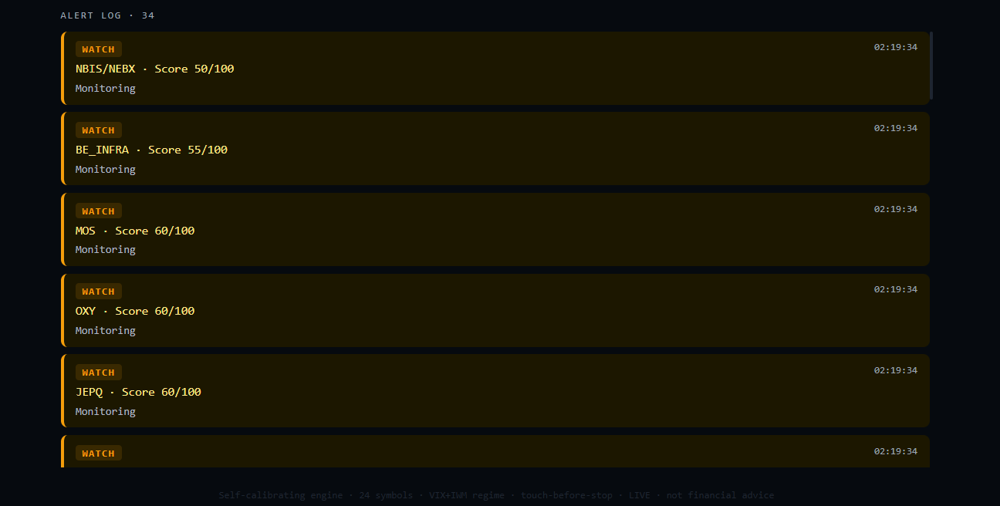 ALERT LOG · 34
WATCH
02:19:34
NBIS/NEBX · Score 50/100
Monitoring
WATCH
02:19:34
BE_INFRA · Score 55/100
Monitoring
WATCH
02:19:34
MOS · Score 60/100
Monitoring
WATCH
02:19:34
OXY · Score 60/100
Monitoring
WATCH
02:19:34
JEPQ · Score 60/100
Monitoring
WATCH
02:19:34
Self-calibrating engine · 24 symbols · VIX+IWM regime · touch-before-stop · LIVE · not financial advice